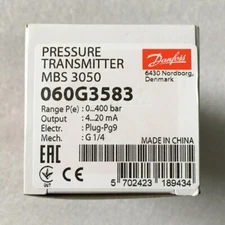 PRESSURE
TRANSMITTER
MBS 3050
060G3583
Danfoss
6430 Nordborg,
Denmark
Range P(e) : 0...400 bar
Output : 4...20 mA
Electr. : Plug-Pg9
Mech. : G 1/4
MADE IN CHINA
EAC
CE
5 702423 189434